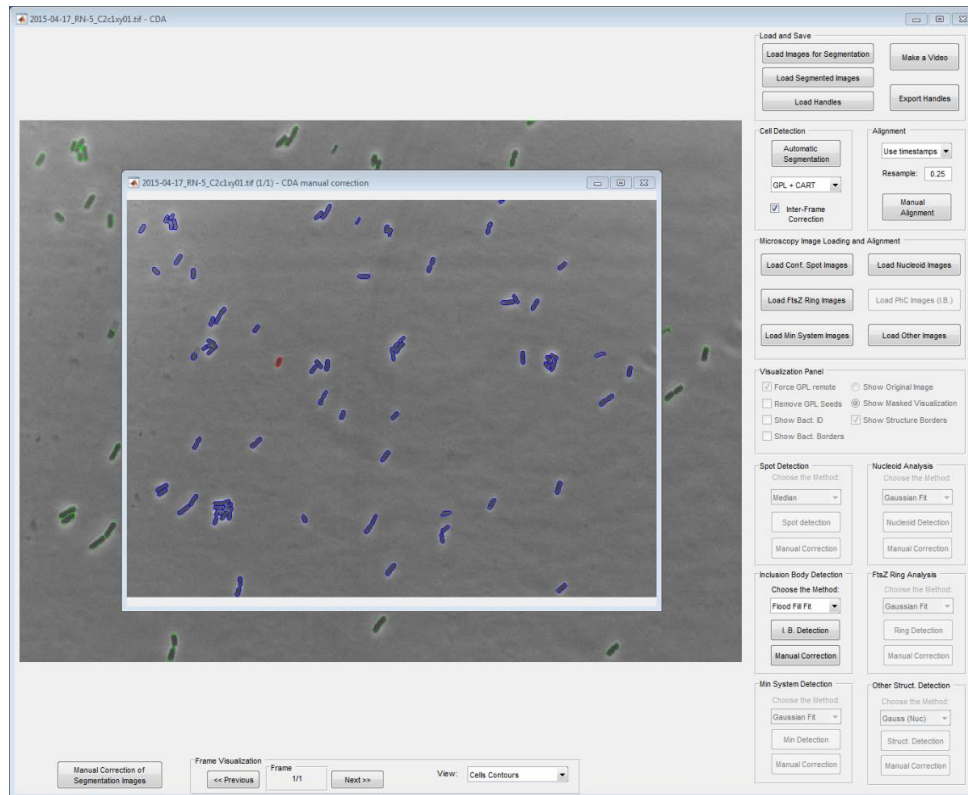 2015-04-17_RN-5_C2c1xy01.tif - CDA
Load and Save
Load Images for Segmentation
Make a Video
Load Segmented Images
Load Handles
Export Handles
Cell Detection
Automatic
Segmentation
GPL + CART
Inter-Frame
Correction
Alignment
Use timestamps
Resample: 0.25
Manual
Alignment
2015-04-17_RN-5_C2c1xy01.tif (1/1) - CDA manual correction
Microscopy Image Loading and Alignment
Load Conf. Spot Images
Load Nucleoid Images
Load FtsZ Ring Images
Load PhC Images (I.B.)
Load Min System Images
Load Other Images
Visualization Panel
Force GPL remote
Show Original Image
Remove GPL Seeds
Show Masked Visualization
Show Bact. ID
Show Structure Borders
Show Bact. Borders
Spot Detection
Choose the Method:
Median
Spot detection
Manual Correction
Nucleoid Analysis
Choose the Method:
Gaussian Fit
Nucleoid Detection
Manual Correction
Inclusion Body Detection
Choose the Method:
Flood Fill Fit
I. B. Detection
Manual Correction
FtsZ Ring Analysis
Choose the Method:
Gaussian Fit
Ring Detection
Manual Correction
Min System Detection
Choose the Method:
Gaussian Fit
Min Detection
Manual Correction
Other Struct. Detection
Choose the Method:
Gauss (Nuc)
Struct. Detection
Manual Correction
Manual Correction of
Segmentation Images
Frame Visualization
<< Previous
Frame
1/1
Next >>
View: Cells Contours